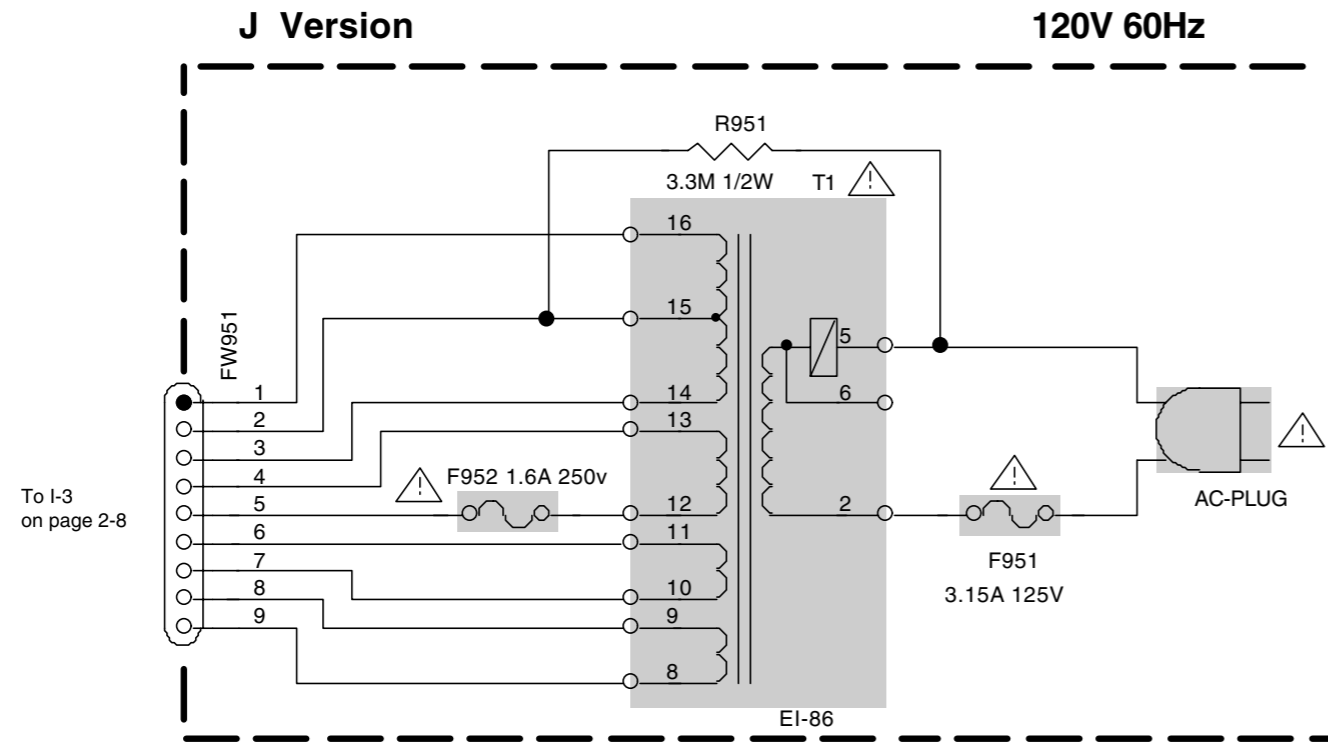 J Version
120V 60Hz
R951
3.3M 1/2W
T1
!
16
15
14
13
12
11
10
9
8
5
6
2
FW951
1
2
3
4
5
6
7
8
9
!
F952 1.6A 250v
To I-3
on page 2-8
!
F951
3.15A 125V
!
AC-PLUG
EI-86